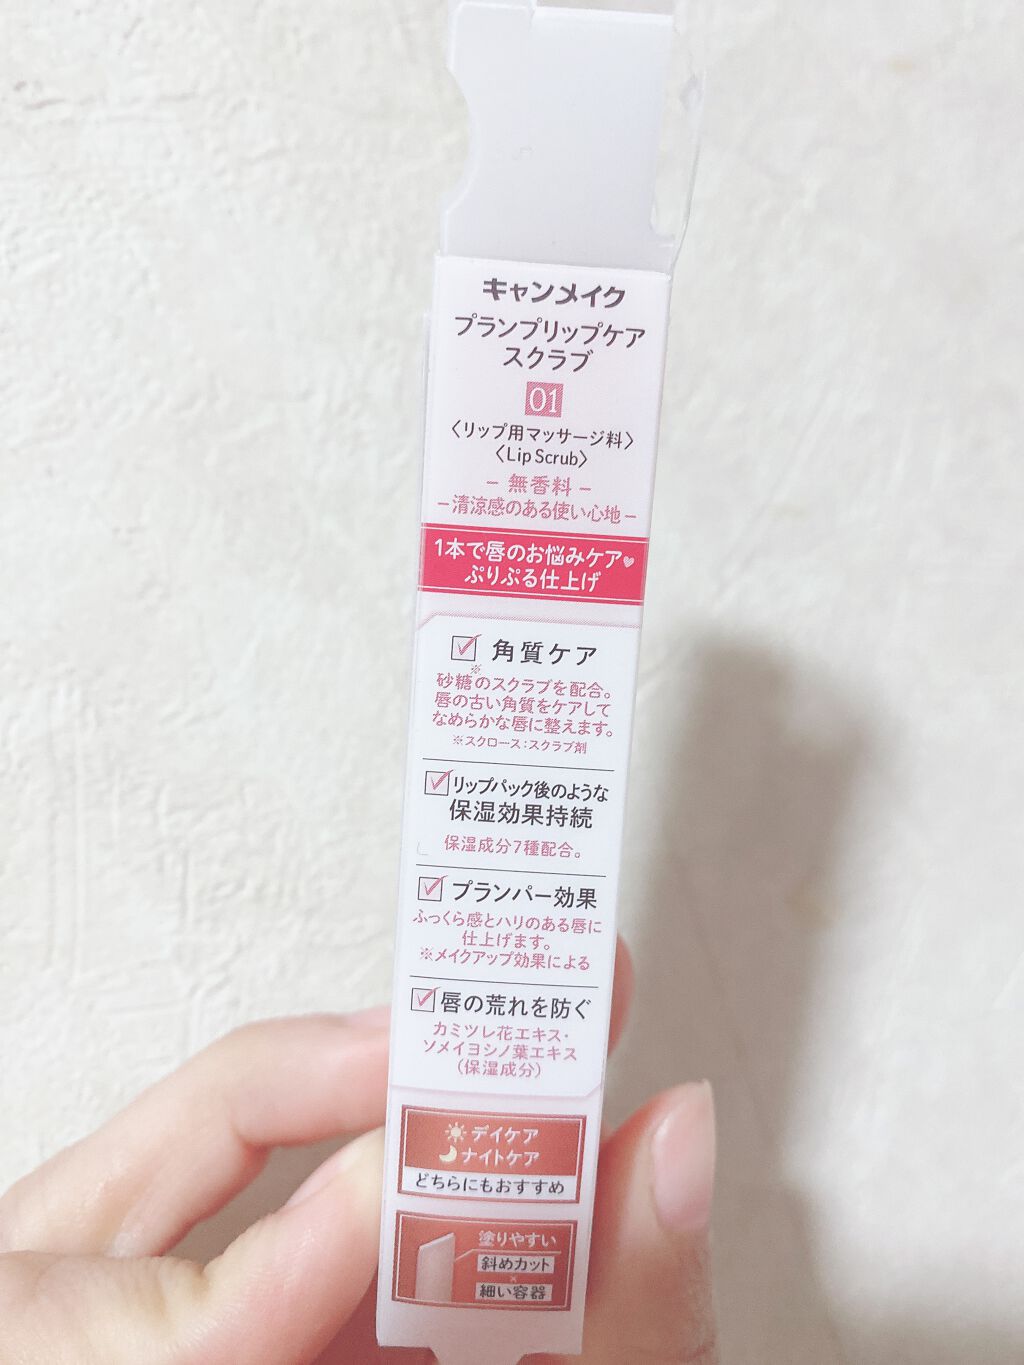 キャンメイク
プランプリップケア
スクラブ
01
〈リップ用マッサージ料〉
〈Lip Scrub〉
－無香料－
－清涼感のある使い心地－
1本で唇のお悩みケア♥
ぷりぷる仕上げ
角質ケア
※
砂糖のスクラブを配合。
唇の古い角質をケアして
なめらかな唇に整えます。
※スクロース：スクラブ剤
リップパック後のような
保湿効果持続
保湿成分7種配合。
プランパー効果
ふっくら感とハリのある唇に
仕上げます。
※メイクアップ効果による
唇の荒れを防ぐ
カミツレ花エキス・
ソメイヨシノ葉エキス
（保湿成分）
デイケア
ナイトケア
どちらにもおすすめ
塗りやすい
斜めカット
×
細い容器